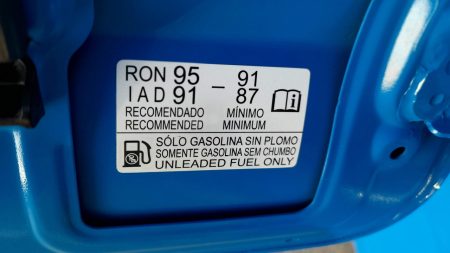 RON 95 – 91
IAD 91 87
RECOMENDADO MÍNIMO
RECOMMENDED MINIMUM
SÓLO GASOLINA SIN PLOMO
SOMENTE GASOLINA SEM CHUMBO
UNLEADED FUEL ONLY